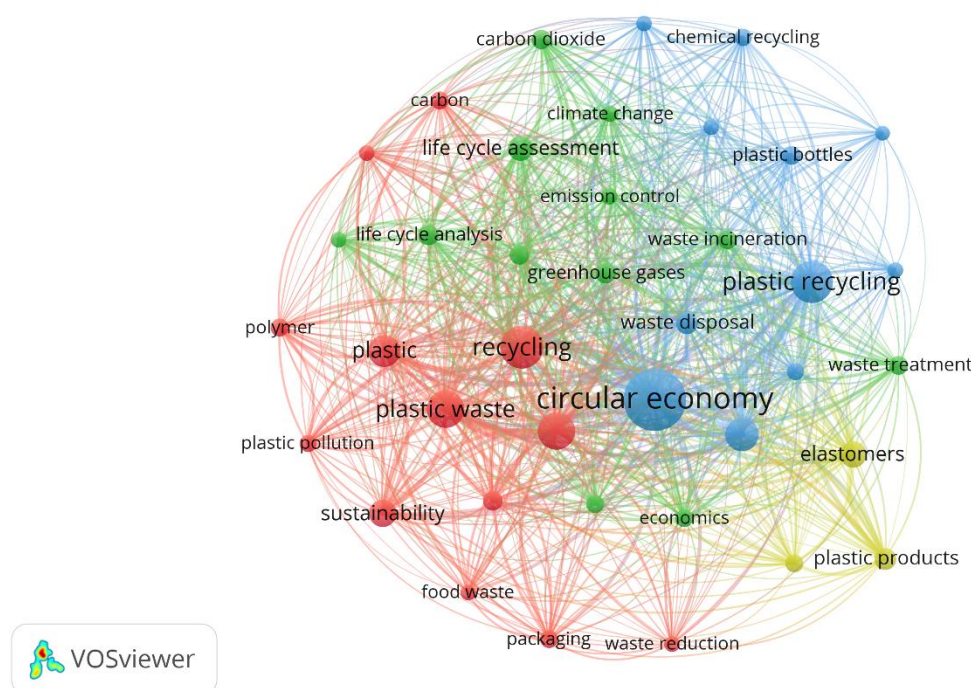 carbon dioxide
chemical recycling
carbon
climate change
life cycle assessment
plastic bottles
emission control
life cycle analysis
waste incineration
greenhouse gases
plastic recycling
waste disposal
polymer
plastic
recycling
waste treatment
circular economy
plastic waste
plastic pollution
elastomers
sustainability
economics
plastic products
food waste
packaging
waste reduction
VOSviewer